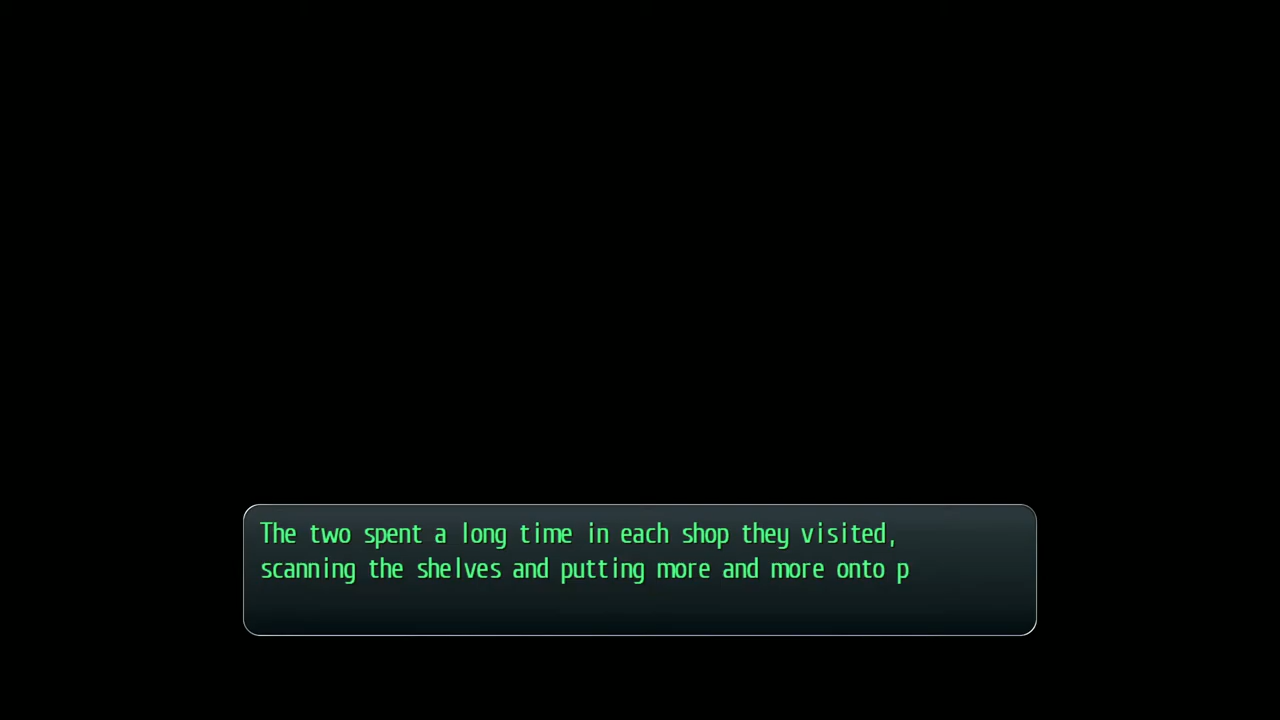 The two spent a long time in each shop they visited,
scanning the shelves and putting more and more onto p